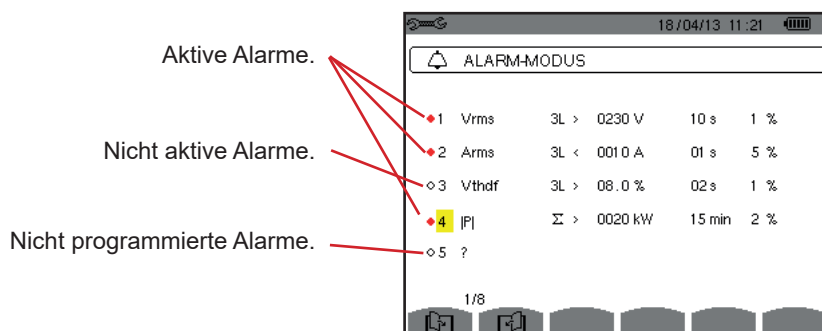 18/04/13 11:21
ALARM-MODUS
Aktive Alarme.
1 Vrms 3L > 0230 V 10 s 1 %
2 Arms 3L < 0010 A 01 s 5 %
Nicht aktive Alarme.
3 Vthdf 3L > 08.0 % 02 s 1 %
4 |P| Σ > 0020 kW 15 min 2 %
Nicht programmierte Alarme.
5 ?
1/8